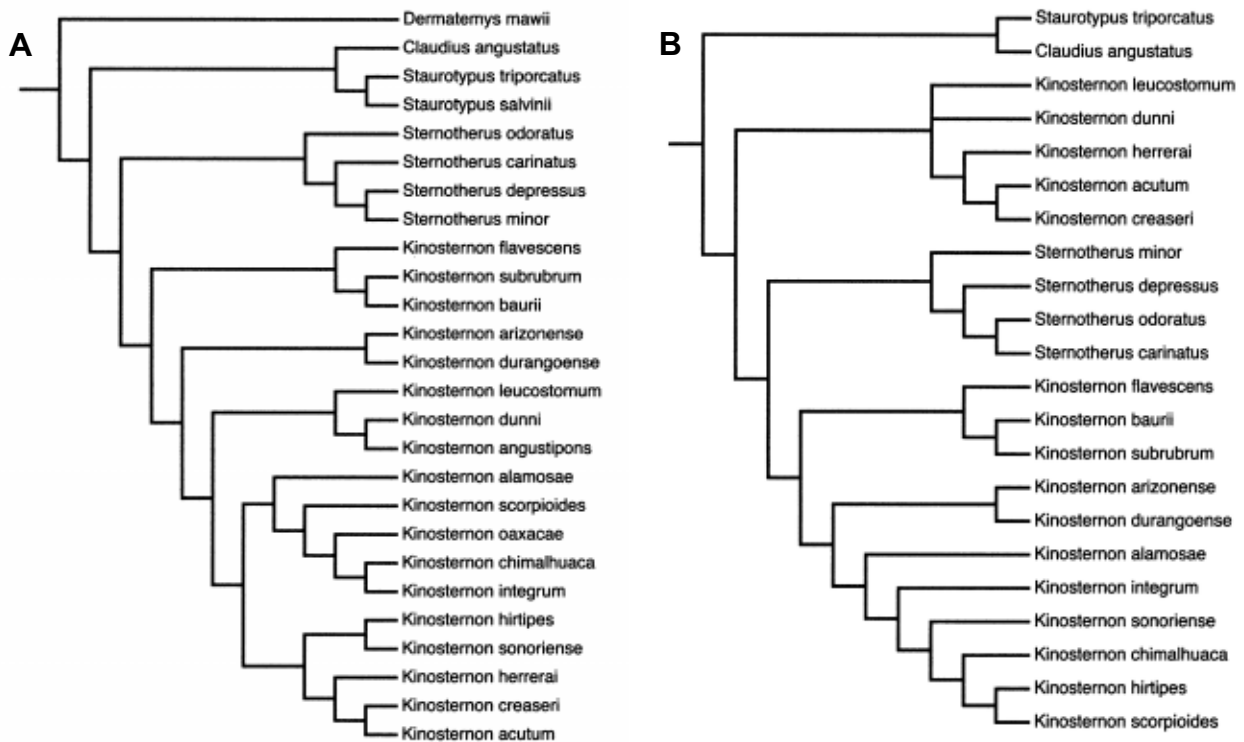 A
Dermatemys mawii
Claudius angustatus
Staurotypus triporcatus
Staurotypus salvinii
Sternotherus odoratus
Sternotherus carinatus
Sternotherus depressus
Sternotherus minor
Kinosternon flavescens
Kinosternon subrubrum
Kinosternon baurii
Kinosternon arizonense
Kinosternon durangoense
Kinosternon leucostomum
Kinosternon dunni
Kinosternon angustipons
Kinosternon alamosae
Kinosternon scorpioides
Kinosternon oaxacae
Kinosternon chimalhuaca
Kinosternon integrum
Kinosternon hirtipes
Kinosternon sonoriense
Kinosternon herrerai
Kinosternon creaseri
Kinosternon acutum
B
Staurotypus triporcatus
Claudius angustatus
Kinosternon leucostomum
Kinosternon dunni
Kinosternon herrerai
Kinosternon acutum
Kinosternon creaseri
Sternotherus minor
Sternotherus depressus
Sternotherus odoratus
Sternotherus carinatus
Kinosternon flavescens
Kinosternon baurii
Kinosternon subrubrum
Kinosternon arizonense
Kinosternon durangoense
Kinosternon alamosae
Kinosternon integrum
Kinosternon sonoriense
Kinosternon chimalhuaca
Kinosternon hirtipes
Kinosternon scorpioides